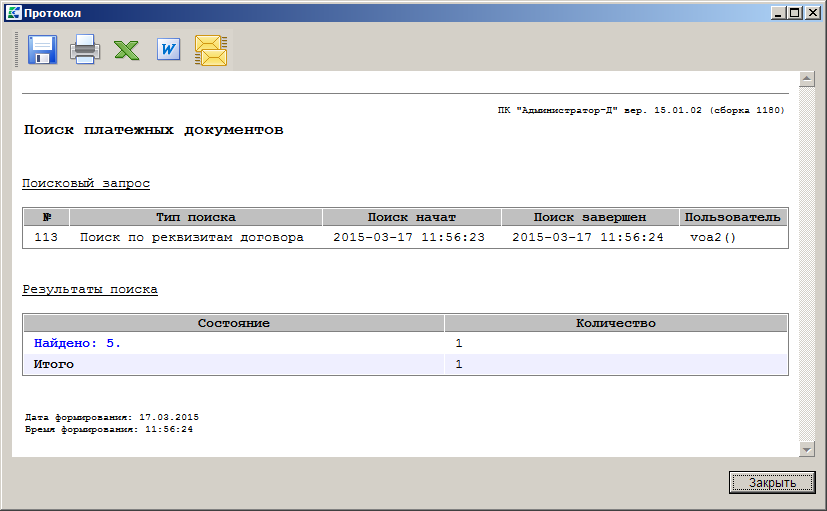 Протокол
ПК "Администратор-Д" вер. 15.01.02 (сборка 1180)
Поиск платежных документов
Поисковый запрос
№ Тип поиска Поиск начат Поиск завершен Пользователь
113 Поиск по реквизитам договора 2015-03-17 11:56:23 2015-03-17 11:56:24 voa2()
Результаты поиска
Состояние Количество
Найдено: 5. 1
Итого 1
Дата формирования: 17.03.2015
Время формирования: 11:56:24
Закрыть